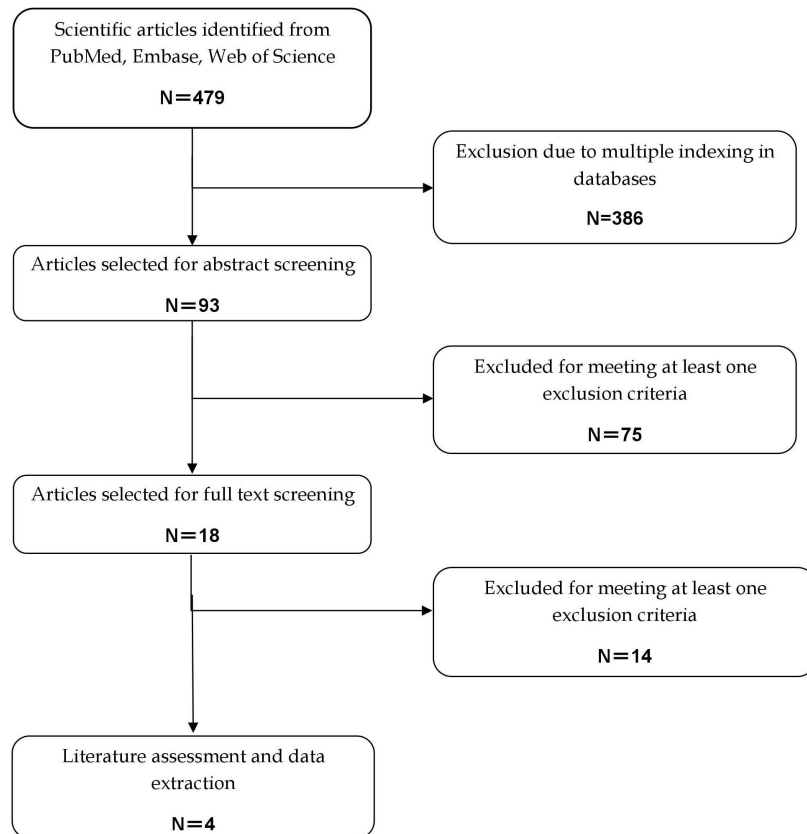 Scientific articles identified from
PubMed, Embase, Web of Science
N＝479
Exclusion due to multiple indexing in
databases
N=386
Articles selected for abstract screening
N＝93
Excluded for meeting at least one
exclusion criteria
N＝75
Articles selected for full text screening
N＝18
Excluded for meeting at least one
exclusion criteria
N＝14
Literature assessment and data
extraction
N＝4